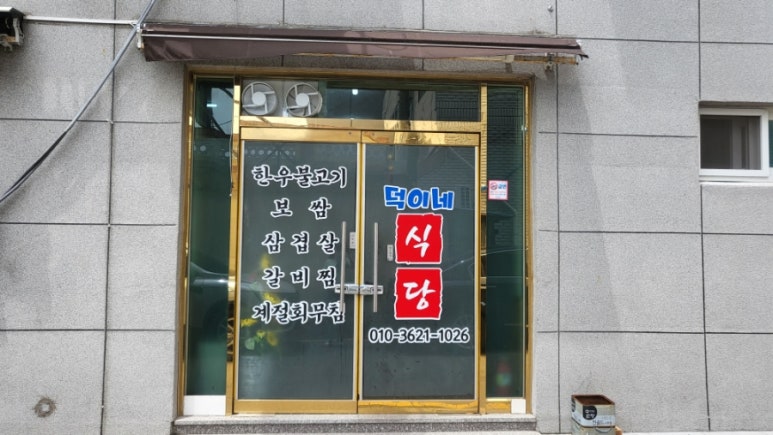 한우불고기
보쌈
삼겹살
갈비찜
계절회무침
덕이네
식
당
010-3621-1026